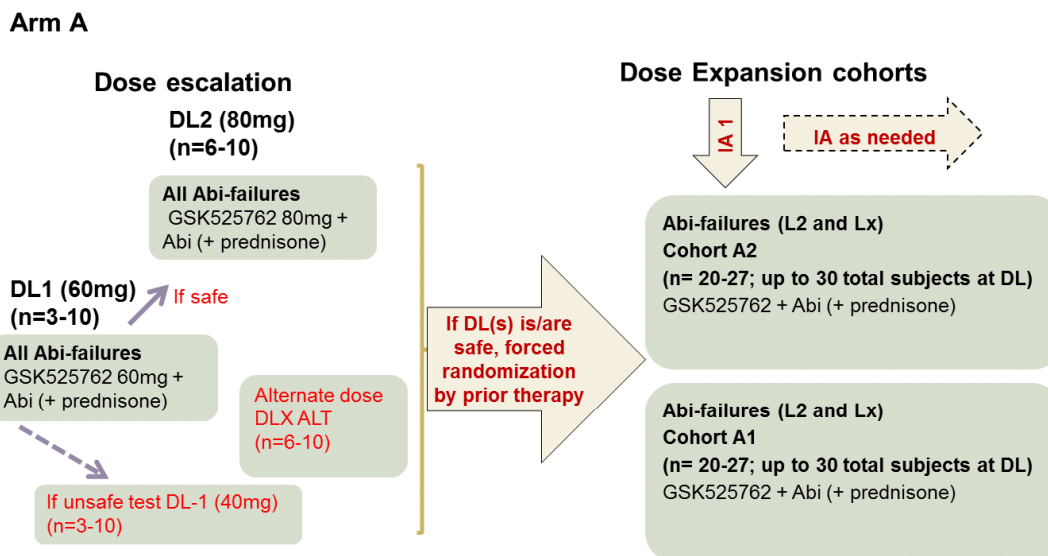 Arm A
Dose escalation
DL2 (80mg)
(n=6-10)
All Abi-failures
GSK525762 80mg +
Abi (+ prednisone)
DL1 (60mg)
(n=3-10)
If safe
All Abi-failures
GSK525762 60mg +
Abi (+ prednisone)
Alternate dose
DLX ALT
(n=6-10)
If unsafe test DL-1 (40mg)
(n=3-10)
If DL(s) is/are
safe, forced
randomization
by prior therapy
Dose Expansion cohorts
IA 1
IA as needed
Abi-failures (L2 and Lx)
Cohort A2
(n= 20-27; up to 30 total subjects at DL)
GSK525762 + Abi (+ prednisone)
Abi-failures (L2 and Lx)
Cohort A1
(n= 20-27; up to 30 total subjects at DL)
GSK525762 + Abi (+ prednisone)